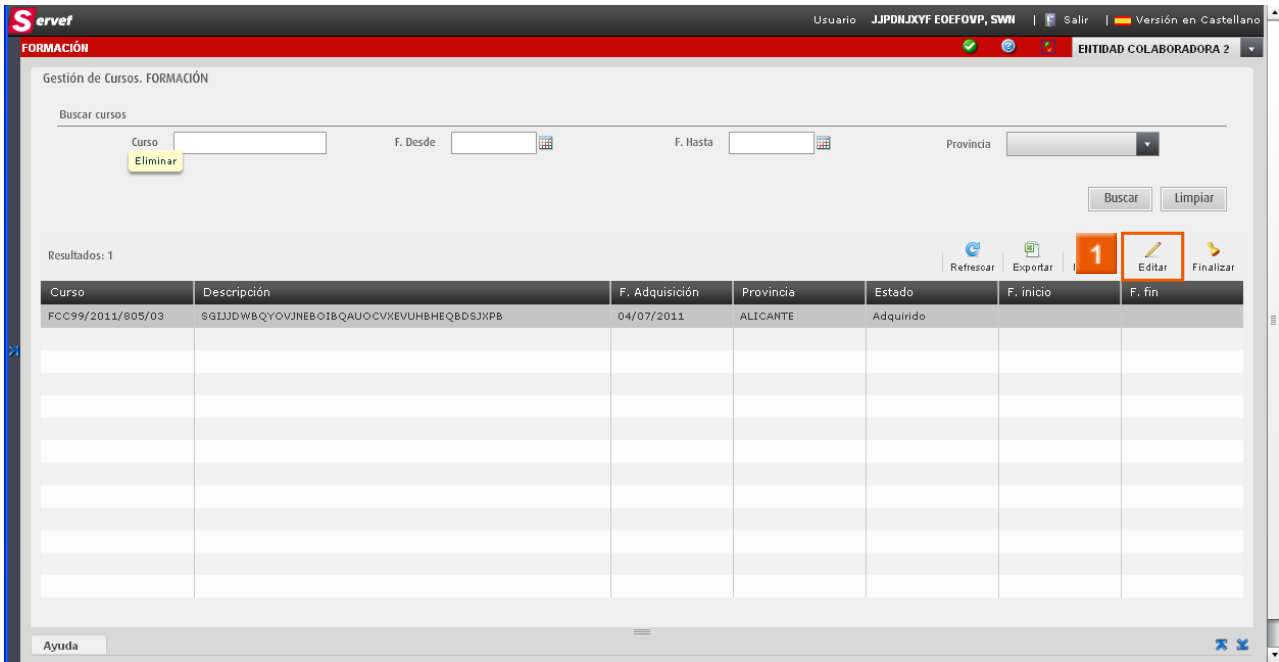 Servef Usuario JJPDNJXYF EOEFOVP, SWN | Salir | Versión en Castellano
FORMACIÓN ENTIDAD COLABORADORA 2
Gestión de Cursos. FORMACIÓN
Buscar cursos
Curso F. Desde F. Hasta Provincia
Eliminar
Buscar Limpiar
Resultados: 1 Refrescar Exportar 1 Editar Finalizar
Curso Descripción F. Adquisición Provincia Estado F. inicio F. fin
FCC99/2011/805/03 SGIJJDWBQYOVJNEBOIBQAUOCVXEVUHBHEQBDSJXPB 04/07/2011 ALICANTE Adquirido
Ayuda